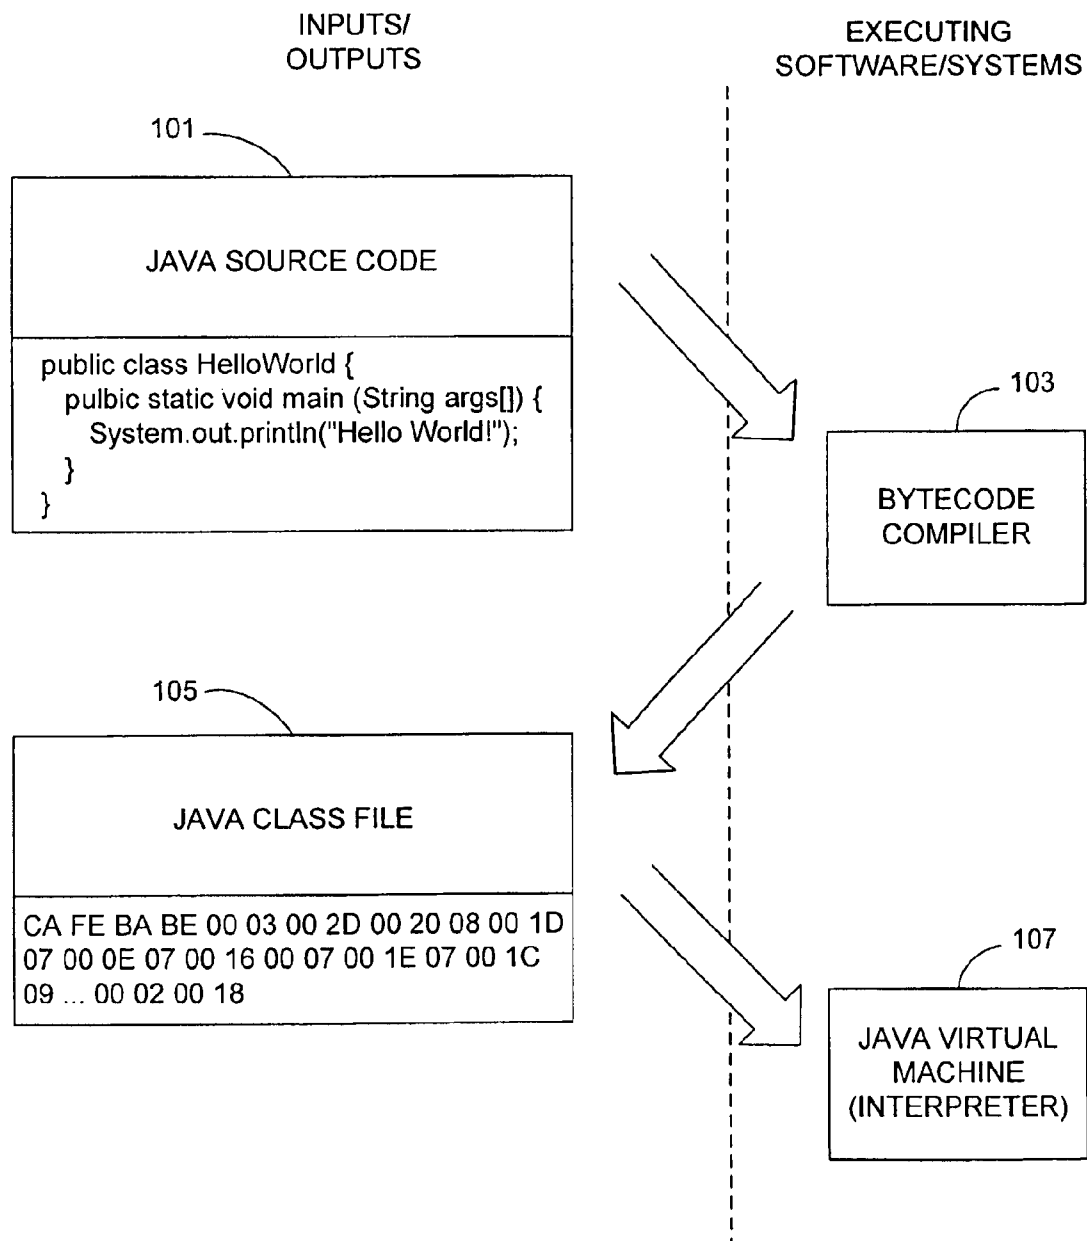 INPUTS/
OUTPUTS
EXECUTING
SOFTWARE/SYSTEMS
101
JAVA SOURCE CODE
public class HelloWorld {
pulbic static void main (String args[]) {
System.out.println("Hello World!");
}
}
103
BYTECODE
COMPILER
105
JAVA CLASS FILE
CA FE BA BE 00 03 00 2D 00 20 08 00 1D
07 00 0E 07 00 16 00 07 00 1E 07 00 1C
09 ... 00 02 00 18
107
JAVA VIRTUAL
MACHINE
(INTERPRETER)